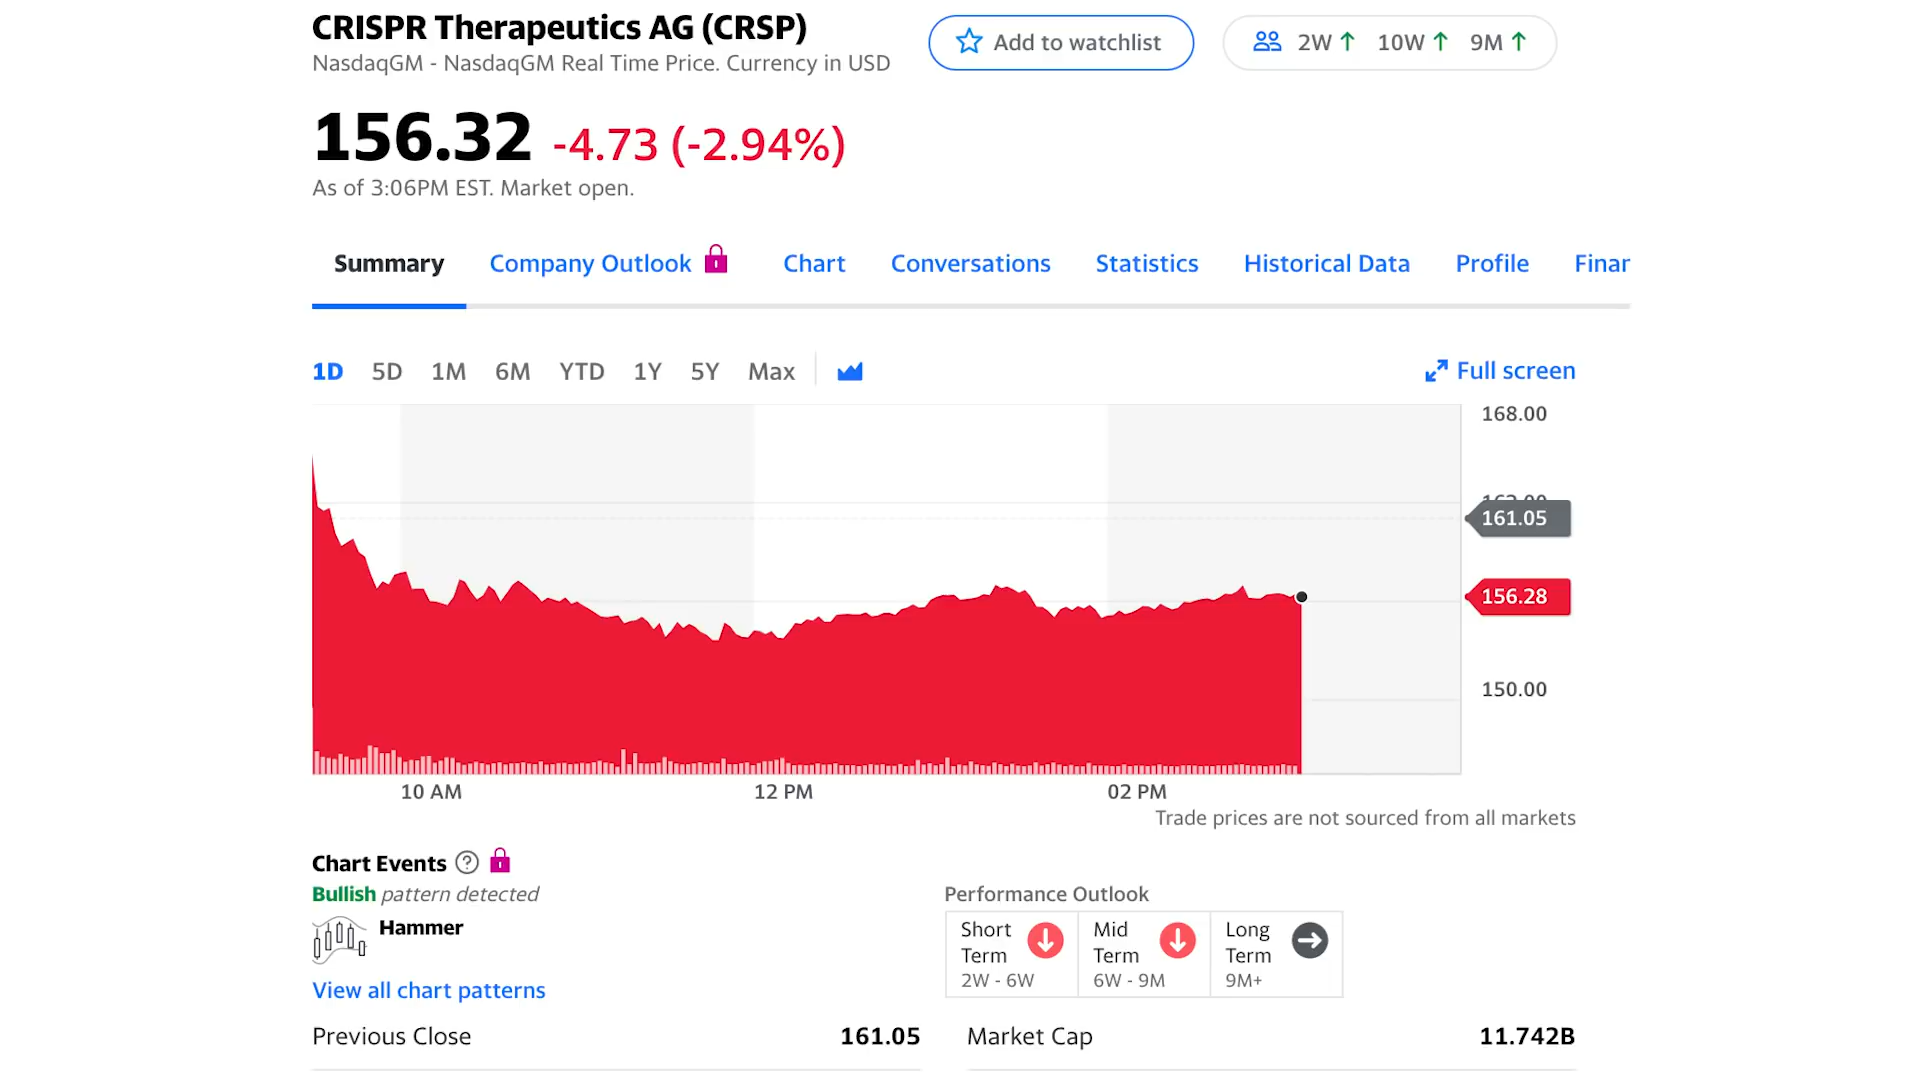 CRISPR Therapeutics AG (CRSP)
NasdaqGM - NasdaqGM Real Time Price. Currency in USD
Add to watchlist
2W 10W 9M
156.32 -4.73 (-2.94%)
As of 3:06PM EST. Market open.
Summary Company Outlook Chart Conversations Statistics Historical Data Profile Finan
1D 5D 1M 6M YTD 1Y 5Y Max Full screen
168.00
162.00
161.05
156.28
150.00
10 AM 12 PM 02 PM
Trade prices are not sourced from all markets
Chart Events ?
Bullish pattern detected
Hammer
View all chart patterns
Performance Outlook
Short Term 2W - 6W
Mid Term 6W - 9M
Long Term 9M+
Previous Close 161.05
Market Cap 11.742B